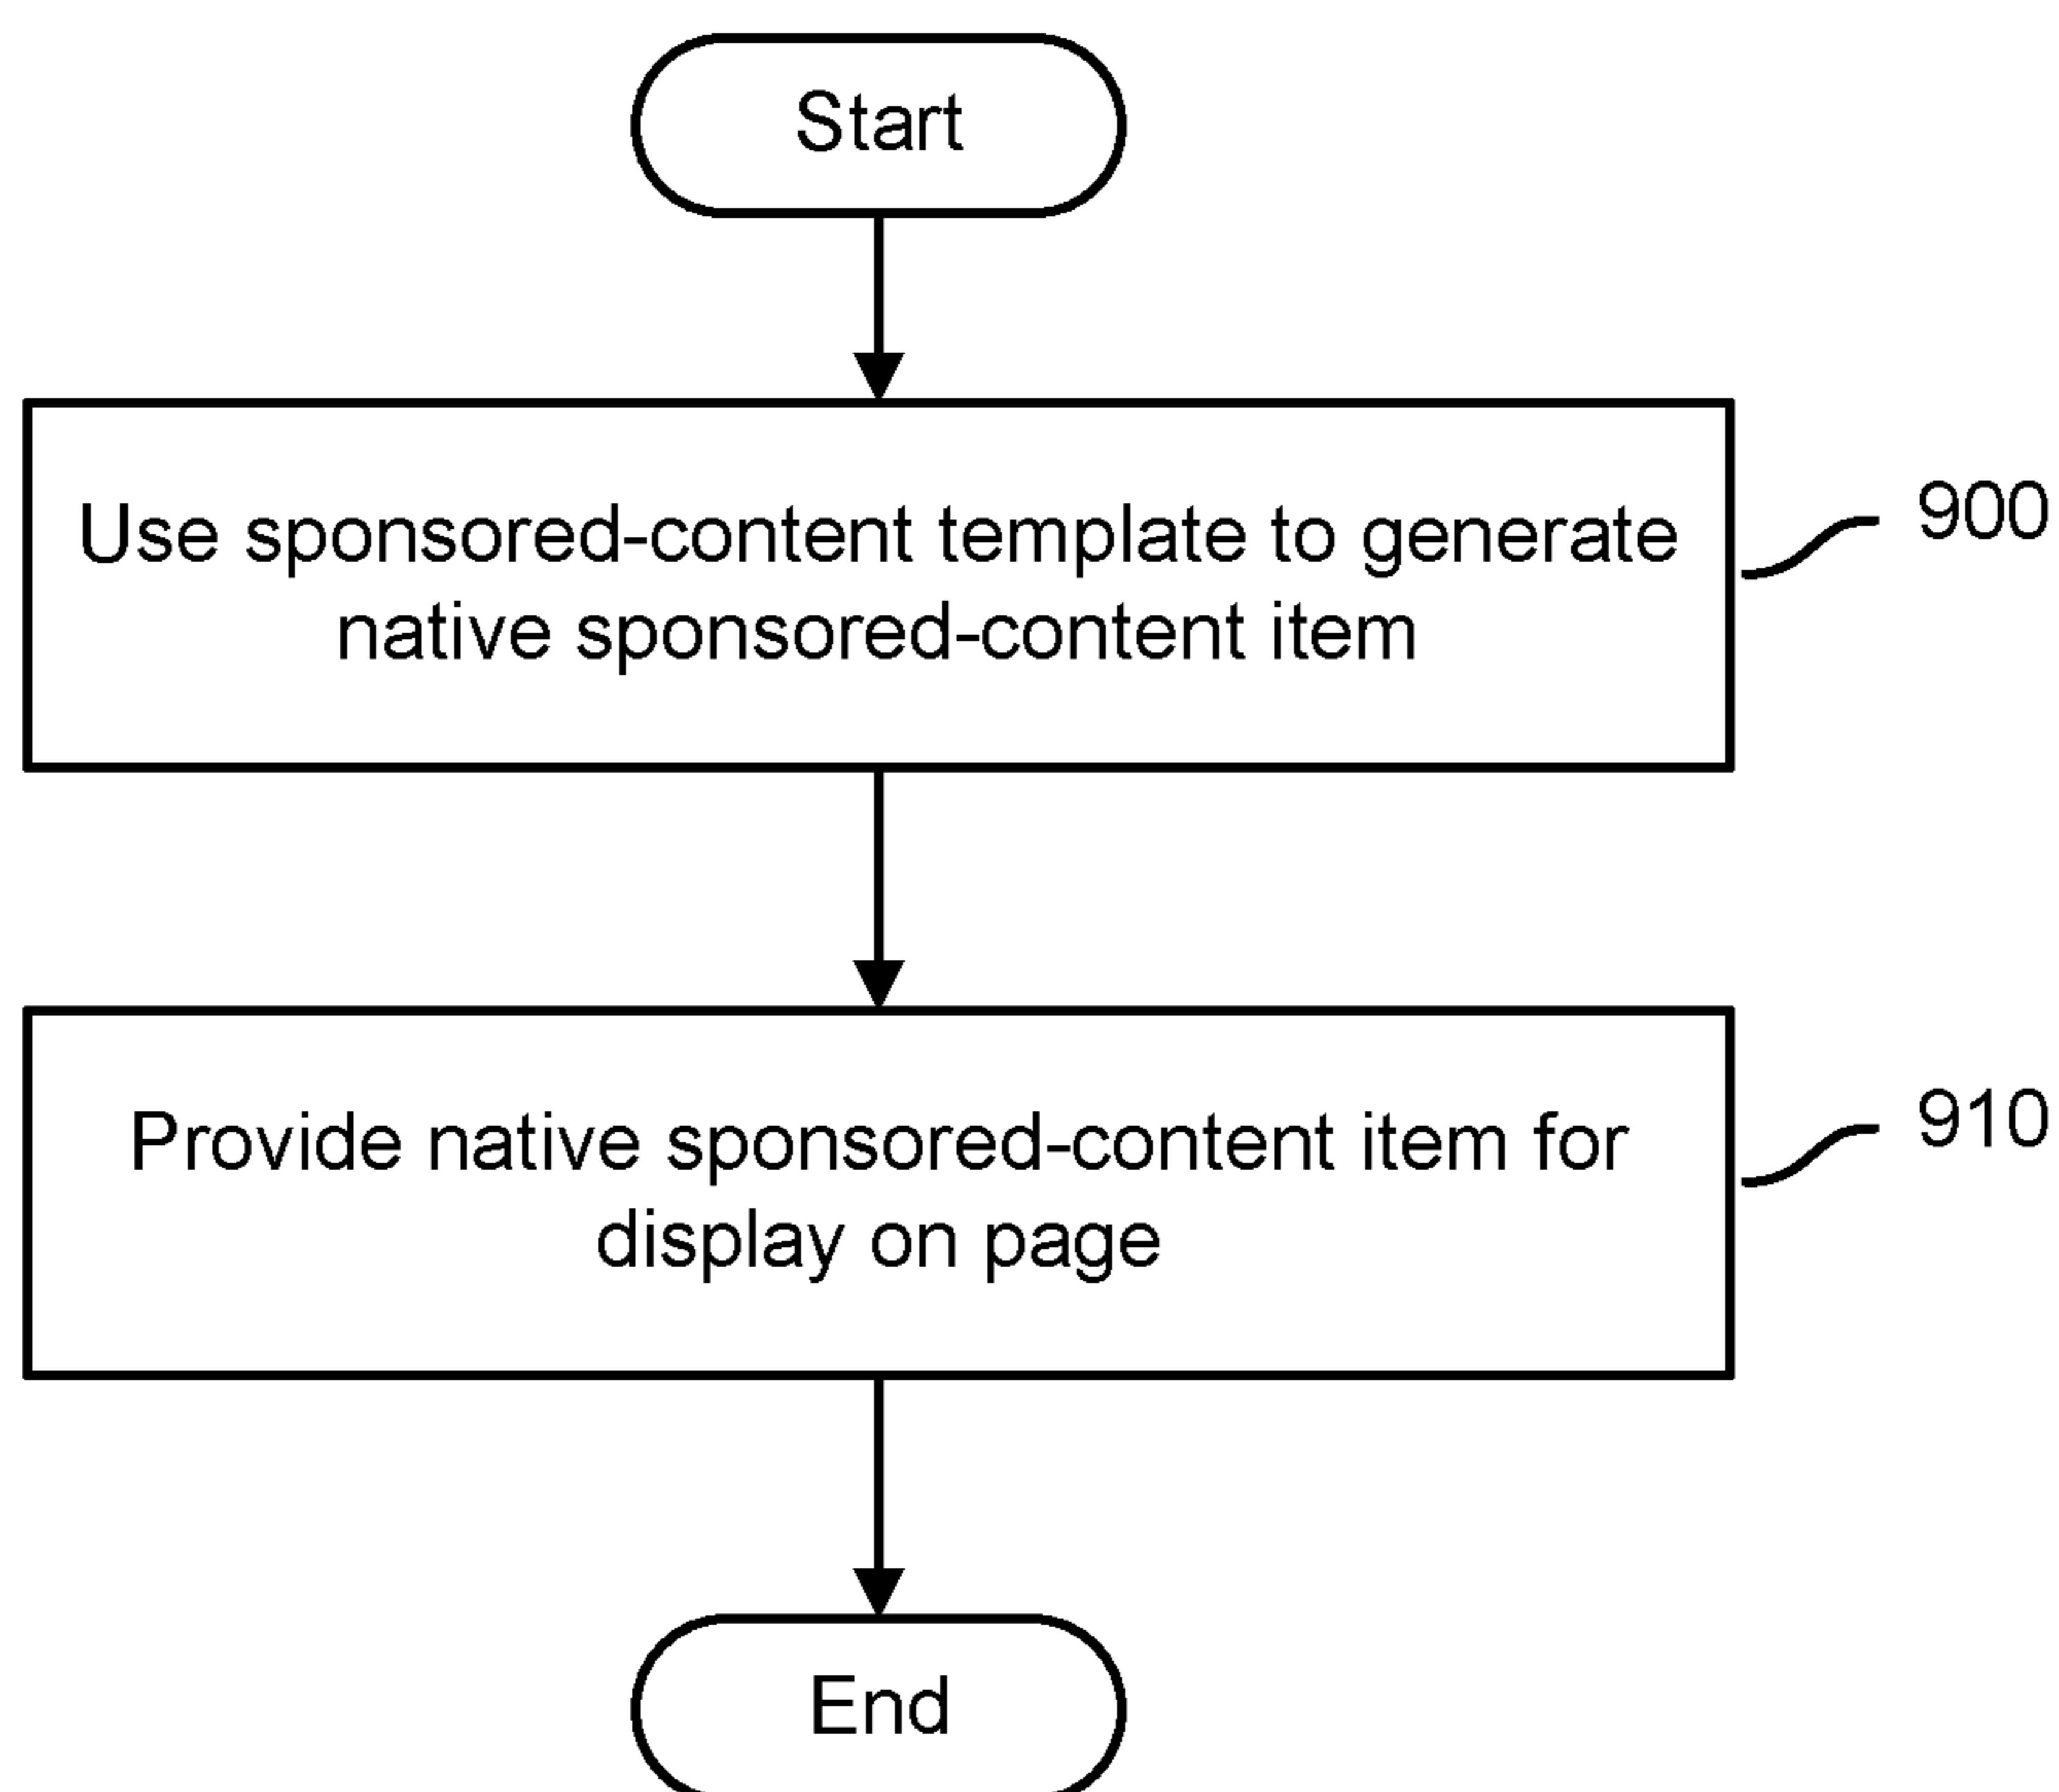 Start
Use sponsored-content template to generate
native sponsored-content item
900
Provide native sponsored-content item for
display on page
910
End